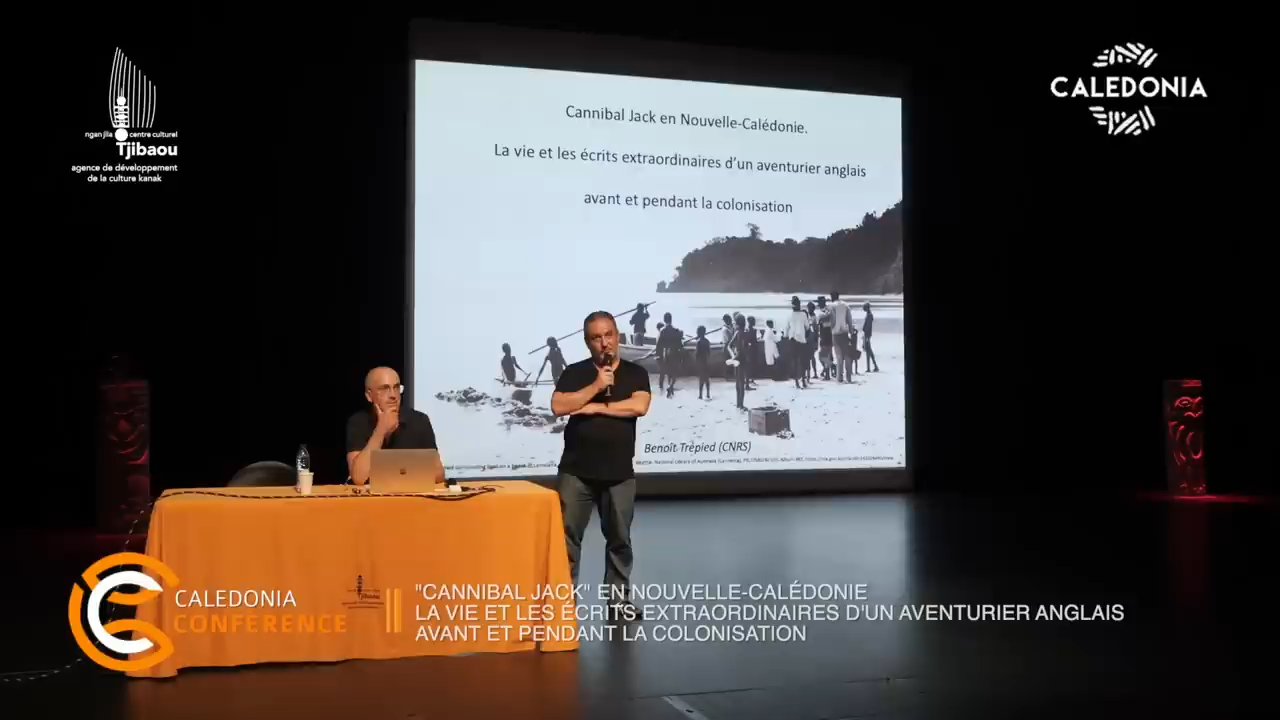 ngan jila centre culturel
Tjibaou
agence de développement
de la culture kanak
CALEDONIA
Cannibal Jack en Nouvelle-Calédonie.
La vie et les écrits extraordinaires d'un aventurier anglais
avant et pendant la colonisation
Benoît Trépied (CNRS)
CALEDONIA
CONFERENCE
Tjibaou
"CANNIBAL JACK" EN NOUVELLE-CALÉDONIE
LA VIE ET LES ÉCRITS EXTRAORDINAIRES D'UN AVENTURIER ANGLAIS
AVANT ET PENDANT LA COLONISATION